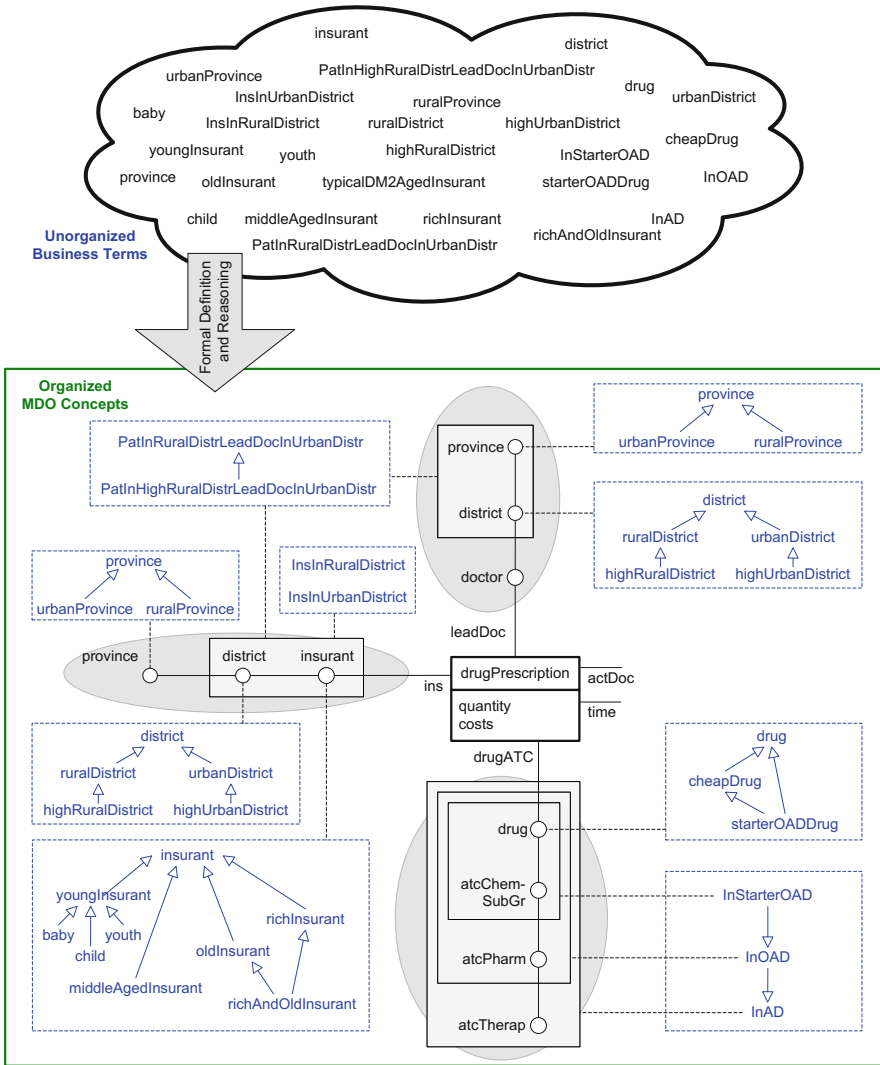 insurant
district
urbanProvince
PatInHighRuralDistrLeadDocInUrbanDistr
drug
InsInUrbanDistrict
ruralProvince
urbanDistrict
baby
InsInRuralDistrict
ruralDistrict
highUrbanDistrict
cheapDrug
youngInsurant
youth
highRuralDistrict
InStarterOAD
province
oldInsurant
typicalDM2AgedInsurant
starterOADDrug
InOAD
child
middleAgedInsurant
richInsurant
InAD
richAndOldInsurant
PatInRuralDistrLeadDocInUrbanDistr
Unorganized
Business Terms
Formal Definition
and Reasoning
Organized
MDO Concepts
PatInRuralDistrLeadDocInUrbanDistr
PatInHighRuralDistrLeadDocInUrbanDistr
province
district
doctor
leadDoc
province
urbanProvince
ruralProvince
district
ruralDistrict
urbanDistrict
highRuralDistrict
highUrbanDistrict
province
urbanProvince
ruralProvince
InsInRuralDistrict
InsInUrbanDistrict
province
district
insurant
ins
drugPrescription
quantity
costs
actDoc
time
drugATC
district
ruralDistrict
urbanDistrict
highRuralDistrict
highUrbanDistrict
insurant
youngInsurant
baby
youth
child
richInsurant
oldInsurant
middleAgedInsurant
richAndOldInsurant
drug
atcChem-
SubGr
atcPharm
atcTherap
drug
cheapDrug
starterOADDrug
InStarterOAD
InOAD
InAD